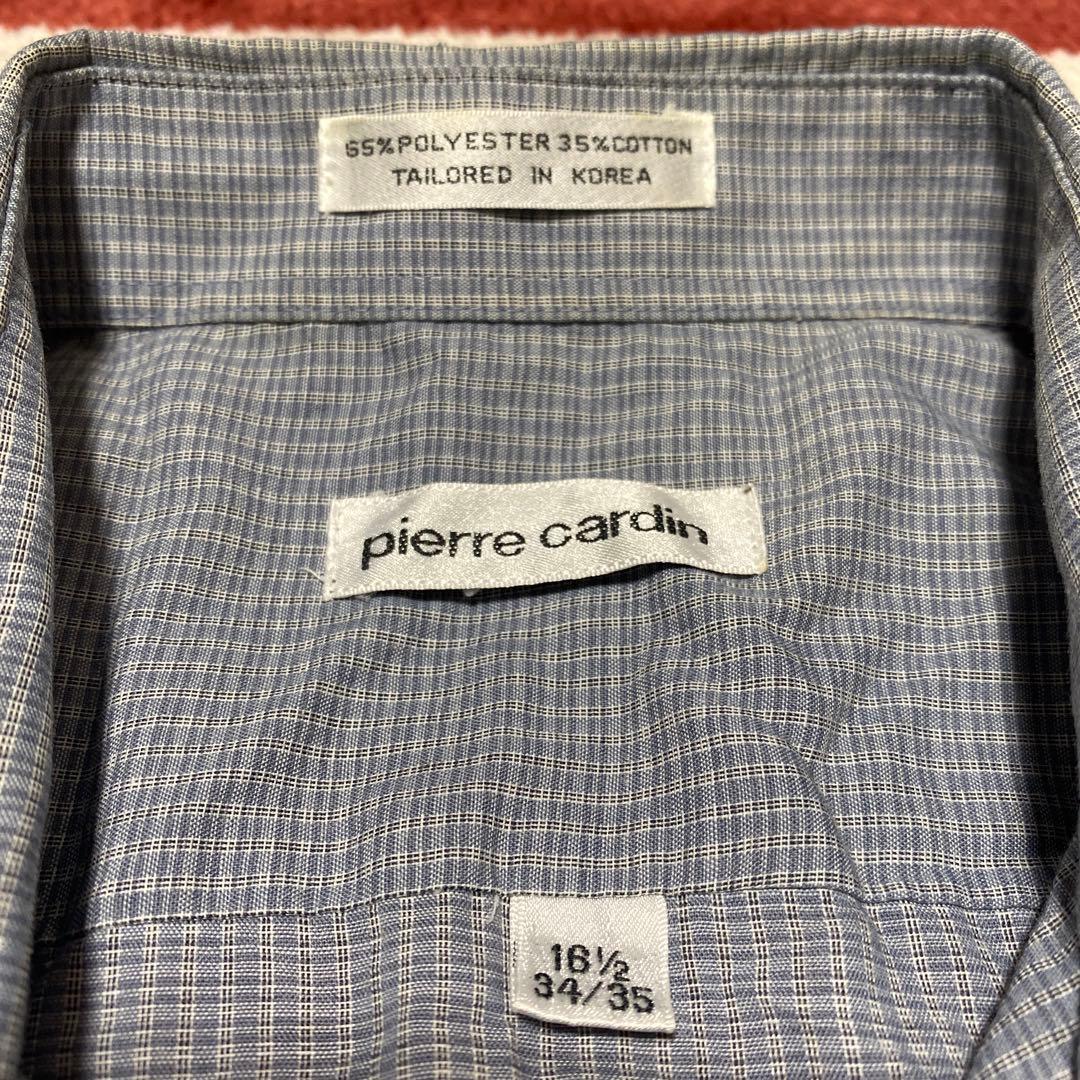 65%POLYESTER 35%COTTON
TAILORED IN KOREA
pierre cardin
16½
34/35